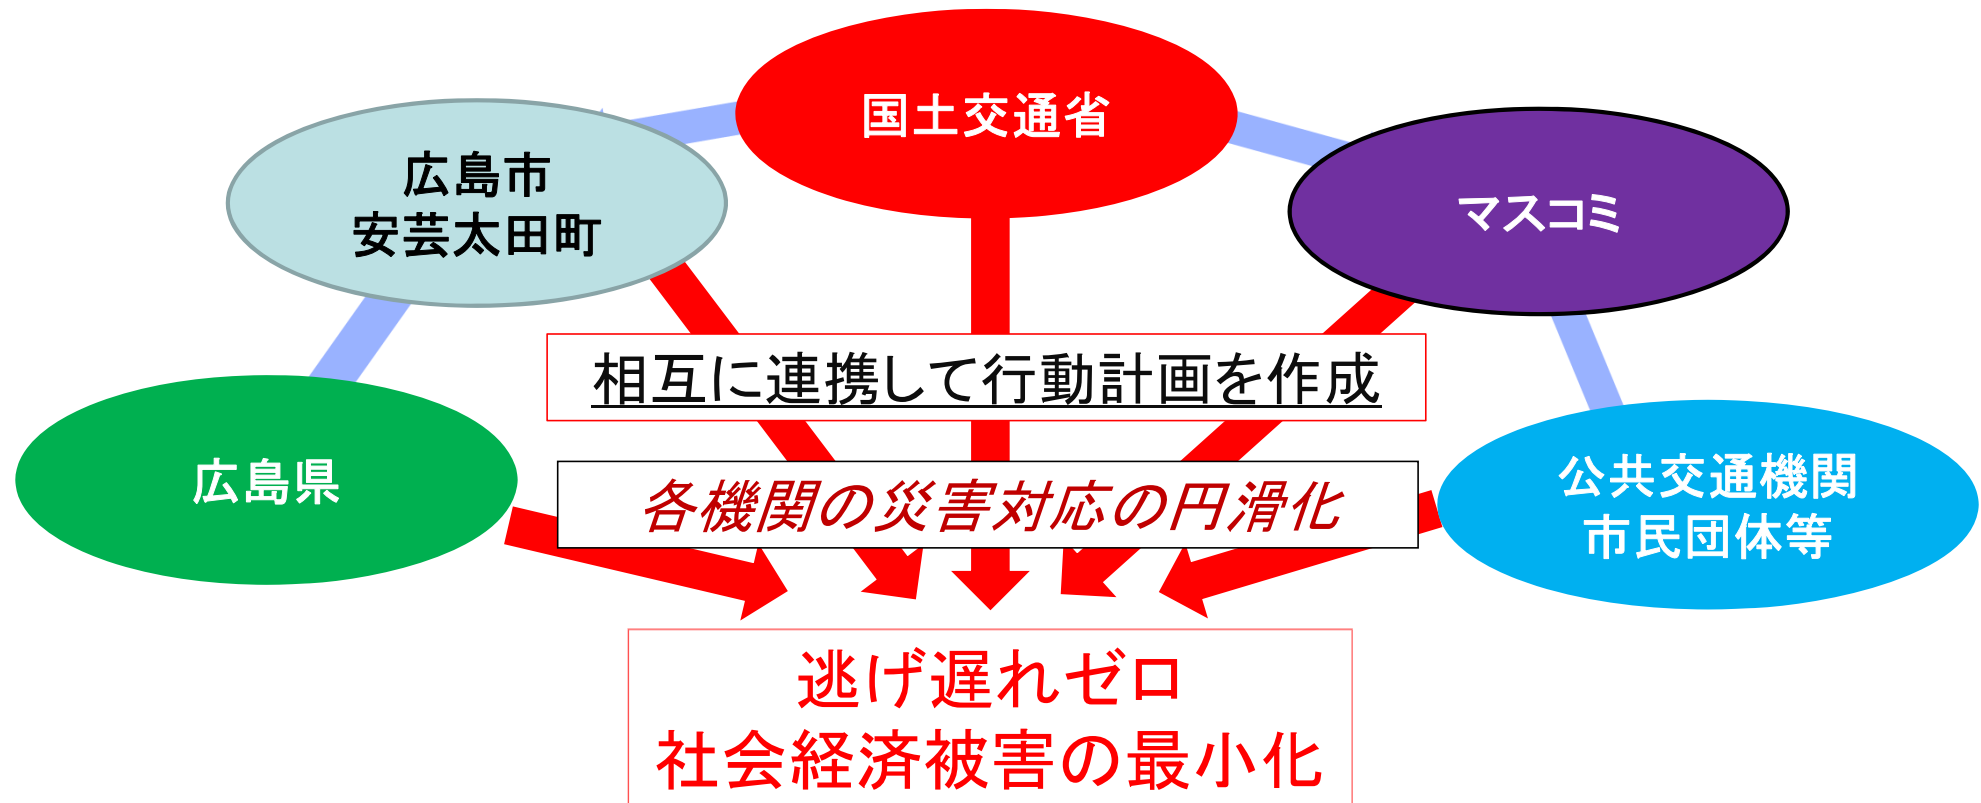 国土交通省
広島市
安芸太田町
マスコミ
相互に連携して行動計画を作成
広島県
各機関の災害対応の円滑化
公共交通機関
市民団体等
逃げ遅れゼロ
社会経済被害の最小化